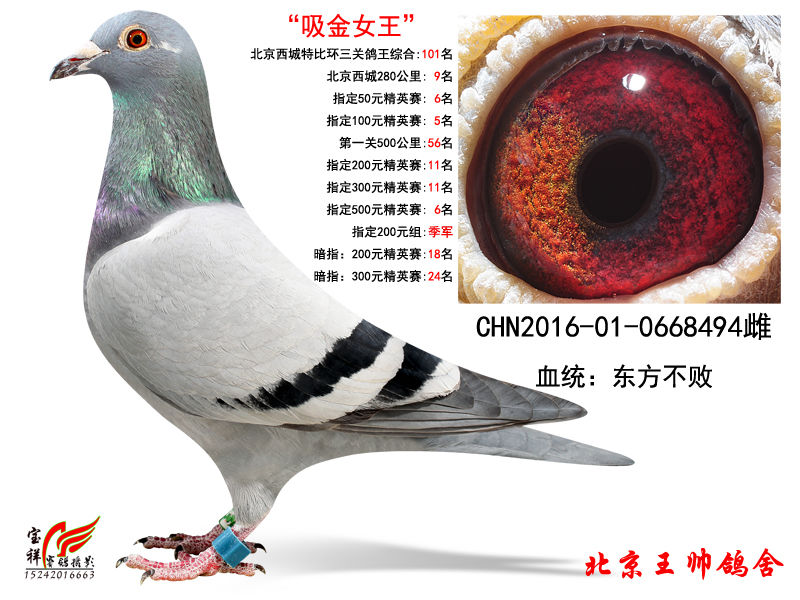 “吸金女王”
北京西城特比环三关鸽王综合:101名
北京西城280公里: 9名
指定50元精英赛: 6名
指定100元精英赛: 5名
第一关500公里:56名
指定200元精英赛:11名
指定300元精英赛:11名
指定500元精英赛: 6名
指定200元组:季军
暗指: 200元精英赛:18名
暗指: 300元精英赛:24名
CHN2016-01-0668494雌
血统: 东方不败
宝祥
赛鸽摄影
15242016663
北京王帅鸽舍